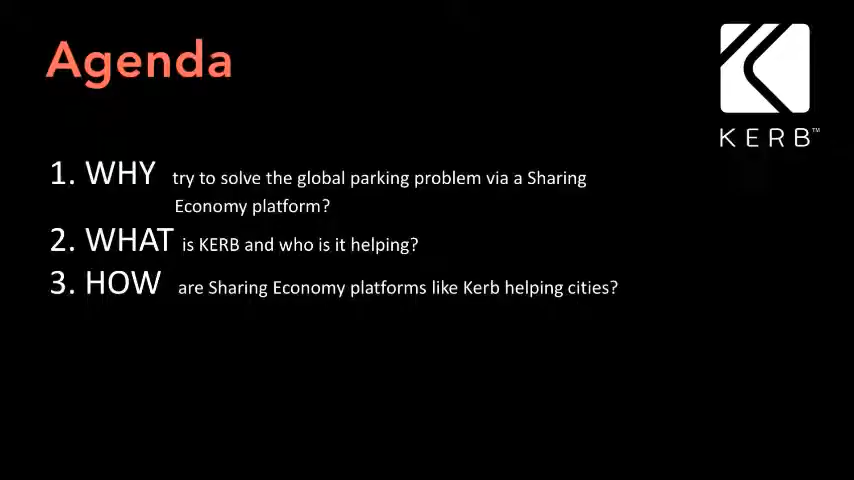 Agenda
KERB™
1. WHY try to solve the global parking problem via a Sharing
Economy platform?
2. WHAT is KERB and who is it helping?
3. HOW are Sharing Economy platforms like Kerb helping cities?